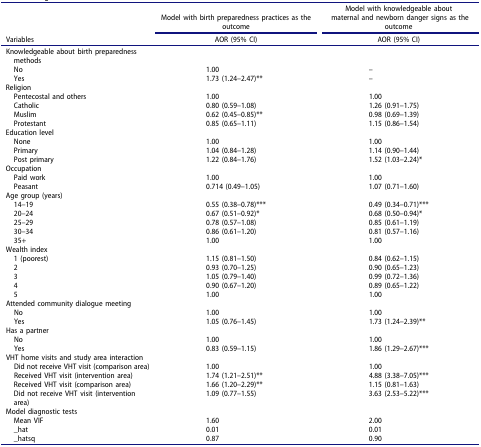 Model with birth preparedness practices as the outcome
Model with knowledgeable about maternal and newborn danger signs as the outcome
Variables AOR (95% CI) AOR (95% CI)
Knowledgeable about birth preparedness methods
No 1.00 –
Yes 1.73 (1.24–2.47)** –
Religion
Pentecostal and others 1.00 1.00
Catholic 0.80 (0.59–1.08) 1.26 (0.91–1.75)
Muslim 0.62 (0.45–0.85)** 0.98 (0.69–1.39)
Protestant 0.85 (0.65–1.11) 1.15 (0.86–1.54)
Education level
None 1.00 1.00
Primary 1.04 (0.84–1.28) 1.14 (0.90–1.44)
Post primary 1.22 (0.84–1.76) 1.52 (1.03–2.24)*
Occupation
Paid work 1.00 1.00
Peasant 0.714 (0.49–1.05) 1.07 (0.71–1.60)
Age group (years)
14–19 0.55 (0.38–0.78)*** 0.49 (0.34–0.71)***
20–24 0.67 (0.51–0.92)* 0.68 (0.50–0.94)*
25–29 0.78 (0.57–1.08) 0.85 (0.61–1.19)
30–34 0.86 (0.61–1.20) 0.81 (0.57–1.16)
35+ 1.00 1.00
Wealth index
1 (poorest) 1.15 (0.81–1.50) 0.84 (0.62–1.15)
2 0.93 (0.70–1.25) 0.90 (0.65–1.23)
3 1.05 (0.79–1.40) 0.99 (0.72–1.36)
4 0.90 (0.67–1.20) 0.89 (0.65–1.22)
5 1.00 1.00
Attended community dialogue meeting
No 1.00 1.00
Yes 1.05 (0.76–1.45) 1.73 (1.24–2.39)**
Has a partner
No 1.00 1.00
Yes 0.83 (0.59–1.15) 1.86 (1.29–2.67)***
VHT home visits and study area interaction
Did not receive VHT visit (comparison area) 1.00 1.00
Received VHT visit (intervention area) 1.74 (1.21–2.51)** 4.88 (3.38–7.05)***
Received VHT visit (comparison area) 1.66 (1.20–2.29)** 1.15 (0.81–1.63)
Did not receive VHT visit (intervention area) 1.09 (0.77–1.55) 3.63 (2.53–5.22)***
Model diagnostic tests
Mean VIF 1.60 2.00
_hat 0.01 0.01
_hatsq 0.87 0.90